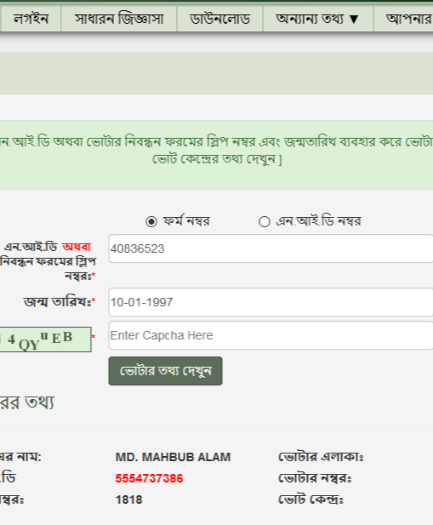 লগইন সাধারন জিজ্ঞাসা ডাউনলোড অন্যান্য তথ্য ▼ আপনার
ন.আই.ডি অথবা ভোটার নিবন্ধন ফরমের স্লিপ নম্বর এবং জন্মতারিখ ব্যবহার করে ভোটা
ভোট কেন্দ্রের তথ্য দেখুন ]
ফর্ম নম্বর এন.আই.ডি নম্বর
এন.আই.ডি অথবা
নিবন্ধন ফরমের স্লিপ
নম্বরঃ*
40836523
জন্ম তারিখঃ* 10-01-1997
4 QY u E B * Enter Capcha Here
ভোটার তথ্য দেখুন
রর তথ্য
এর নাম: MD. MAHBUB ALAM ভোটার এলাকাঃ
ডি 5554737386 ভোটার নম্বরঃ
ম্বরঃ 1818 ভোট কেন্দ্রঃ